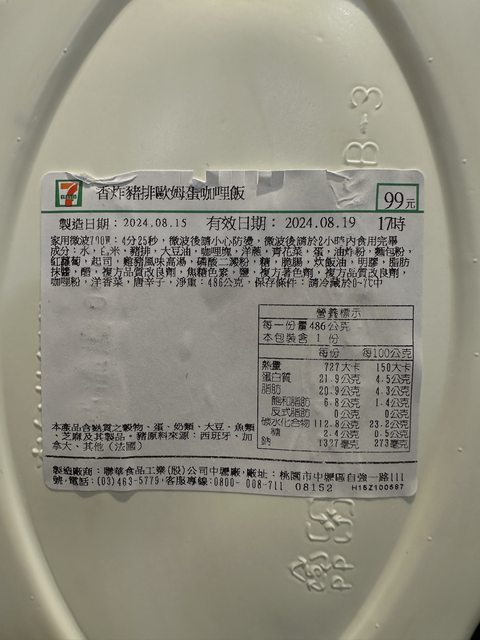 B-3
7
ELEVEN
香炸豬排歐姆蛋咖哩飯
99元
製造日期：2024.08.15 有效日期：2024.08.19 17時
家用微波700W：4分25秒，微波後請小心防燙，微波後請於2小時內食用完畢
成分：水，白米，豬排，大豆油，咖哩塊，洋蔥，青花菜，蛋，油炸粉，麵包粉，
紅蘿蔔，起司，雞豬風味高湯，磷酸二澱粉，糖，脆腸，炊飯油，明膠，脂肪
抹醬，醋，複方品質改良劑，焦糖色素，鹽，複方著色劑，複方品質改良劑，
咖哩粉，洋香菜，唐辛子，淨重：486公克，保存條件：請冷藏於0~7℃中
營養標示
每一份量486公克
本包裝含 1 份
每份 每100公克
熱量 727大卡 150大卡
蛋白質 21.9公克 4.5公克
脂肪 20.9公克 4.3公克
飽和脂肪 6.8公克 1.4公克
反式脂肪 0公克 0公克
碳水化合物 112.8公克 23.2公克
糖 2.4公克 0.5公克
鈉 1327毫克 273毫克
本產品含麩質之穀物、蛋、奶類、大豆、魚類
、芝麻及其製品。豬原料來源：西班牙、加
拿大、其他（法國）
製造廠商：聯華食品工業(股)公司中壢廠，廠址：桃園市中壢區自強一路111
號，電話：(03)463-5779，客服專線：0800- 008-711 08152 H15Z100687
PP